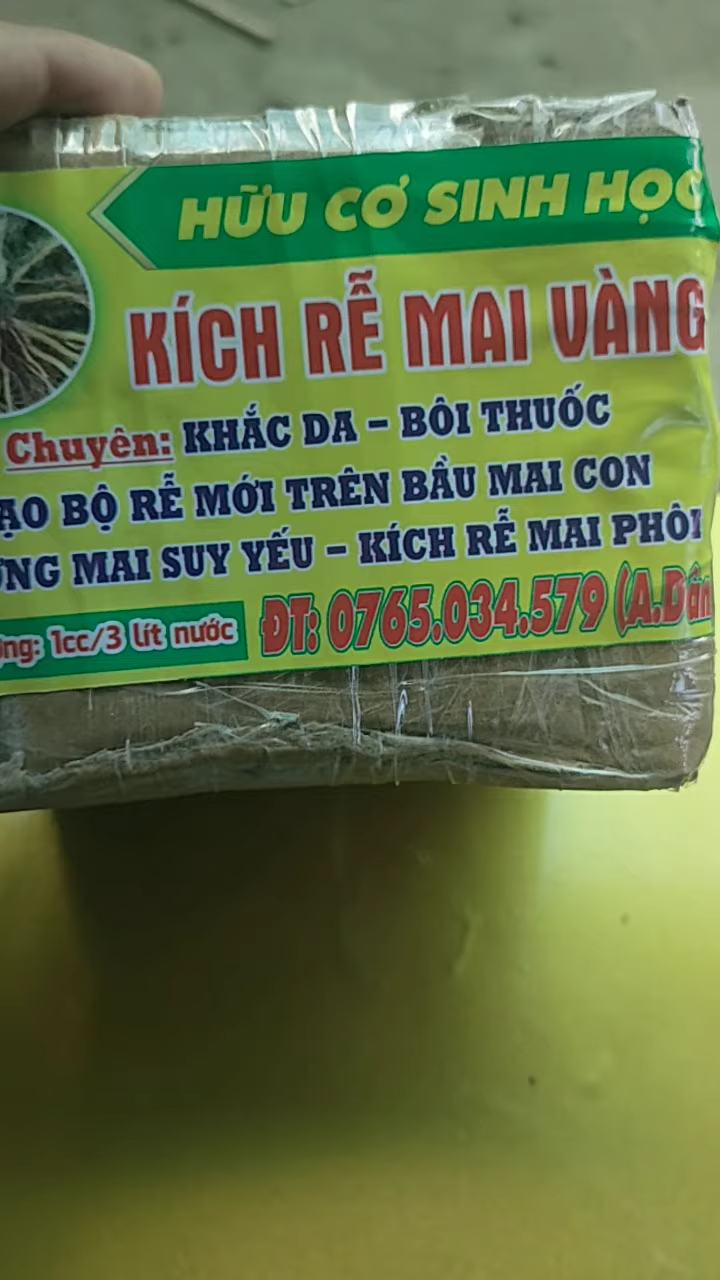 HỮU CƠ SINH HỌC
KÍCH RỄ MAI VÀNG
Chuyên: KHẮC DA – BÔI THUỐC
BỘ RỄ MỚI TRÊN BẦU MAI CON
MAI SUY YẾU – KÍCH RỄ MAI PHÔI
1cc/3 lít nước
ĐT: 0765.034.579 (A.Dân